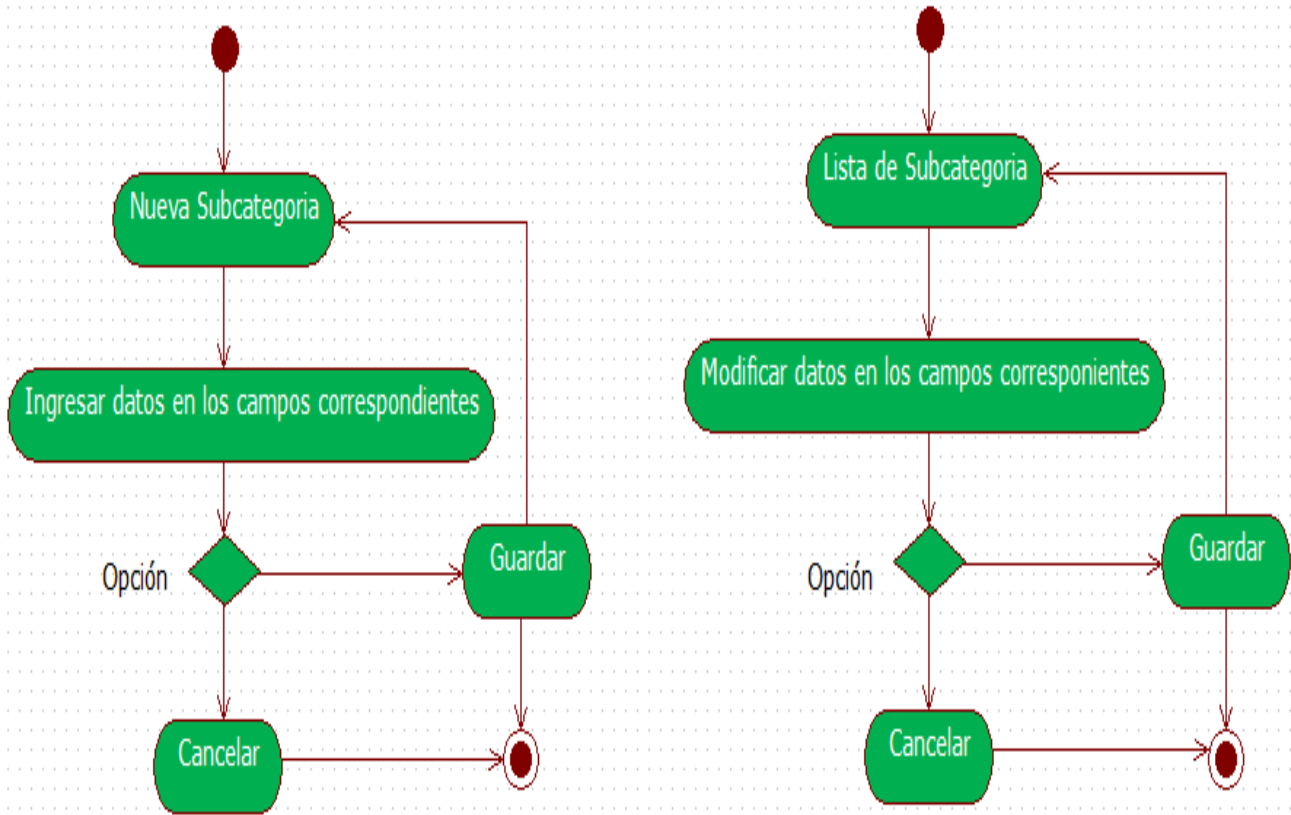 Nueva Subcategoria
Ingresar datos en los campos correspondientes
Opción
Guardar
Cancelar
Lista de Subcategoria
Modificar datos en los campos corresponientes
Opción
Guardar
Cancelar